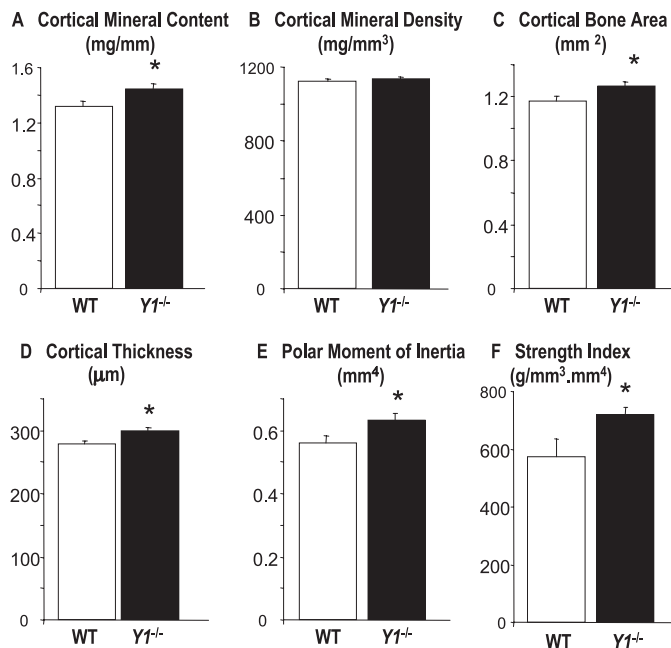 A Cortical Mineral Content
(mg/mm)
1.6
1.2
0.8
0.4
0
*
WT Y1-/-
B Cortical Mineral Density
(mg/mm³)
1200
800
400
0
WT Y1-/-
C Cortical Bone Area
(mm ²)
1.2
0.8
0.4
0
*
WT Y1-/-
D Cortical Thickness
(μm)
300
200
100
0
*
WT Y1-/-
E Polar Moment of Inertia
(mm⁴)
0.6
0.4
0.2
0
*
WT Y1-/-
F Strength Index
(g/mm³.mm⁴)
800
600
400
200
0
*
WT Y1-/-